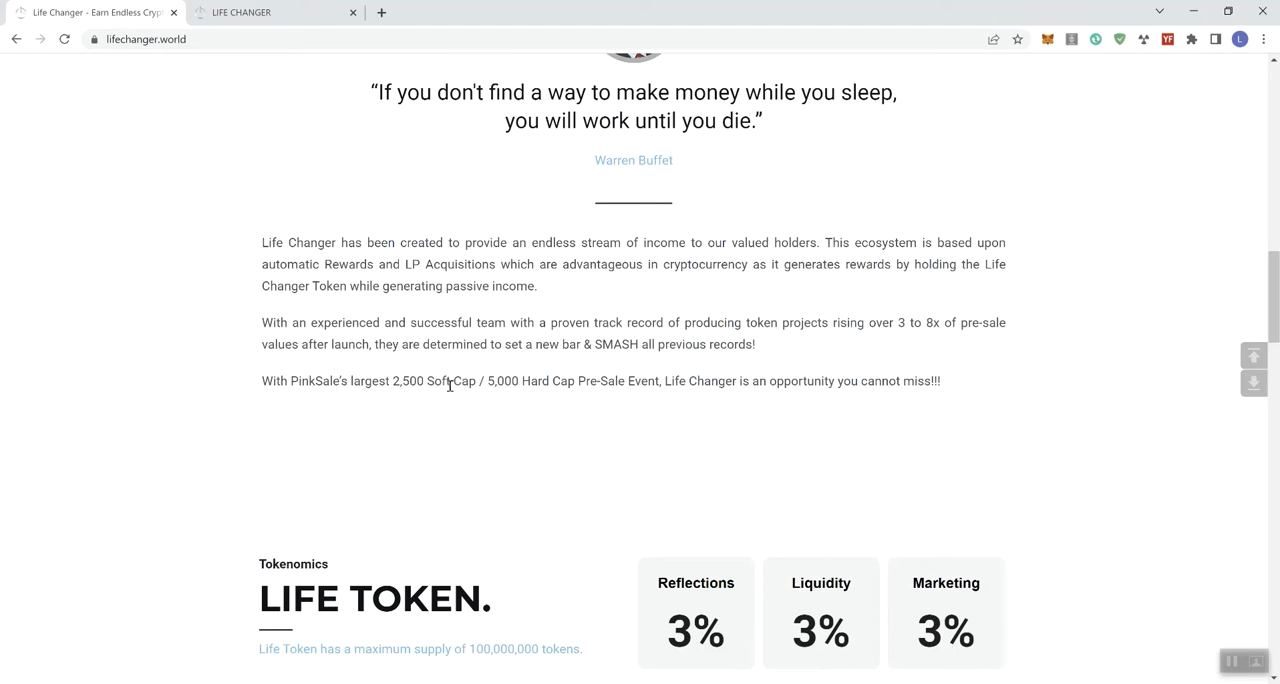 Life Changer - Earn Endless Cryp
LIFE CHANGER
lifechanger.world
YF
L
“If you don't find a way to make money while you sleep,
you will work until you die.”
Warren Buffet
Life Changer has been created to provide an endless stream of income to our valued holders. This ecosystem is based upon
automatic Rewards and LP Acquisitions which are advantageous in cryptocurrency as it generates rewards by holding the Life
Changer Token while generating passive income.
With an experienced and successful team with a proven track record of producing token projects rising over 3 to 8x of pre-sale
values after launch, they are determined to set a new bar & SMASH all previous records!
With PinkSale’s largest 2,500 Soft Cap / 5,000 Hard Cap Pre-Sale Event, Life Changer is an opportunity you cannot miss!!!
Tokenomics
LIFE TOKEN.
Life Token has a maximum supply of 100,000,000 tokens.
Reflections
3%
Liquidity
3%
Marketing
3%